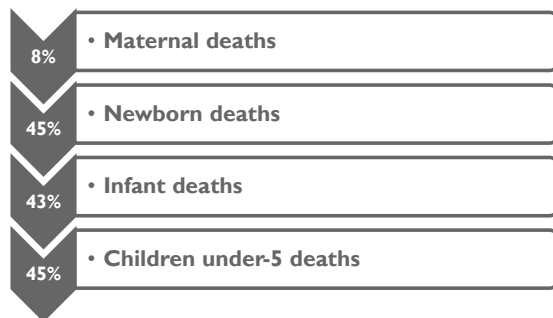 8%
• Maternal deaths
45%
• Newborn deaths
43%
• Infant deaths
45%
• Children under-5 deaths